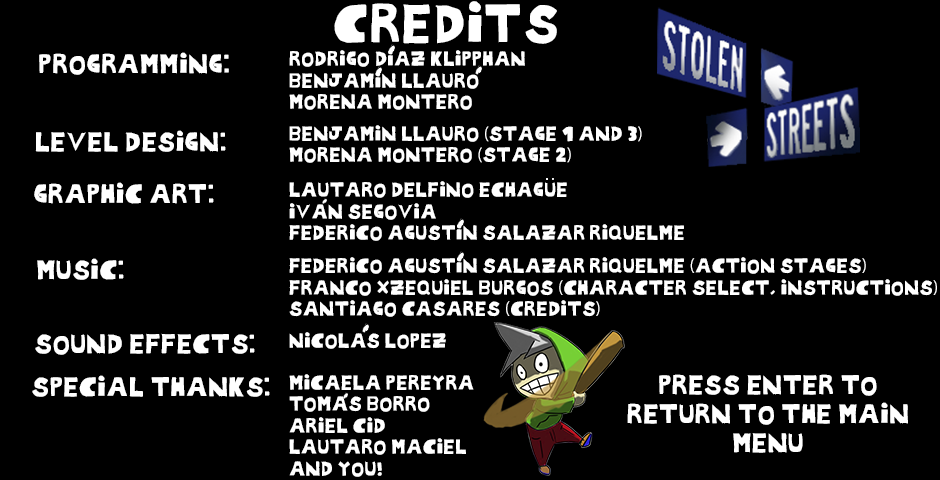 CREDITS
PROGRAMMING:
RODRIGO DÍAZ KLIPPHAN
BENJAMÍN LLAURÓ
MORENA MONTERO
LEVEL DESIGN:
BENJAMIN LLAURO (STAGE 1 AND 3)
MORENA MONTERO (STAGE 2)
GRAPHIC ART:
LAUTARO DELFINO ECHAGÜE
IVÁN SEGOVIA
FEDERICO AGUSTÍN SALAZAR RIQUELME
MUSIC:
FEDERICO AGUSTÍN SALAZAR RIQUELME (ACTION STAGES)
FRANCO XZEQUIEL BURGOS (CHARACTER SELECT, INSTRUCTIONS)
SANTIAGO CASARES (CREDITS)
SOUND EFFECTS:
NICOLÁS LOPEZ
SPECIAL THANKS:
MICAELA PEREYRA
TOMÁS BORRO
ARIEL CID
LAUTARO MACIEL
AND YOU!
STOLEN
STREETS
PRESS ENTER TO
RETURN TO THE MAIN
MENU